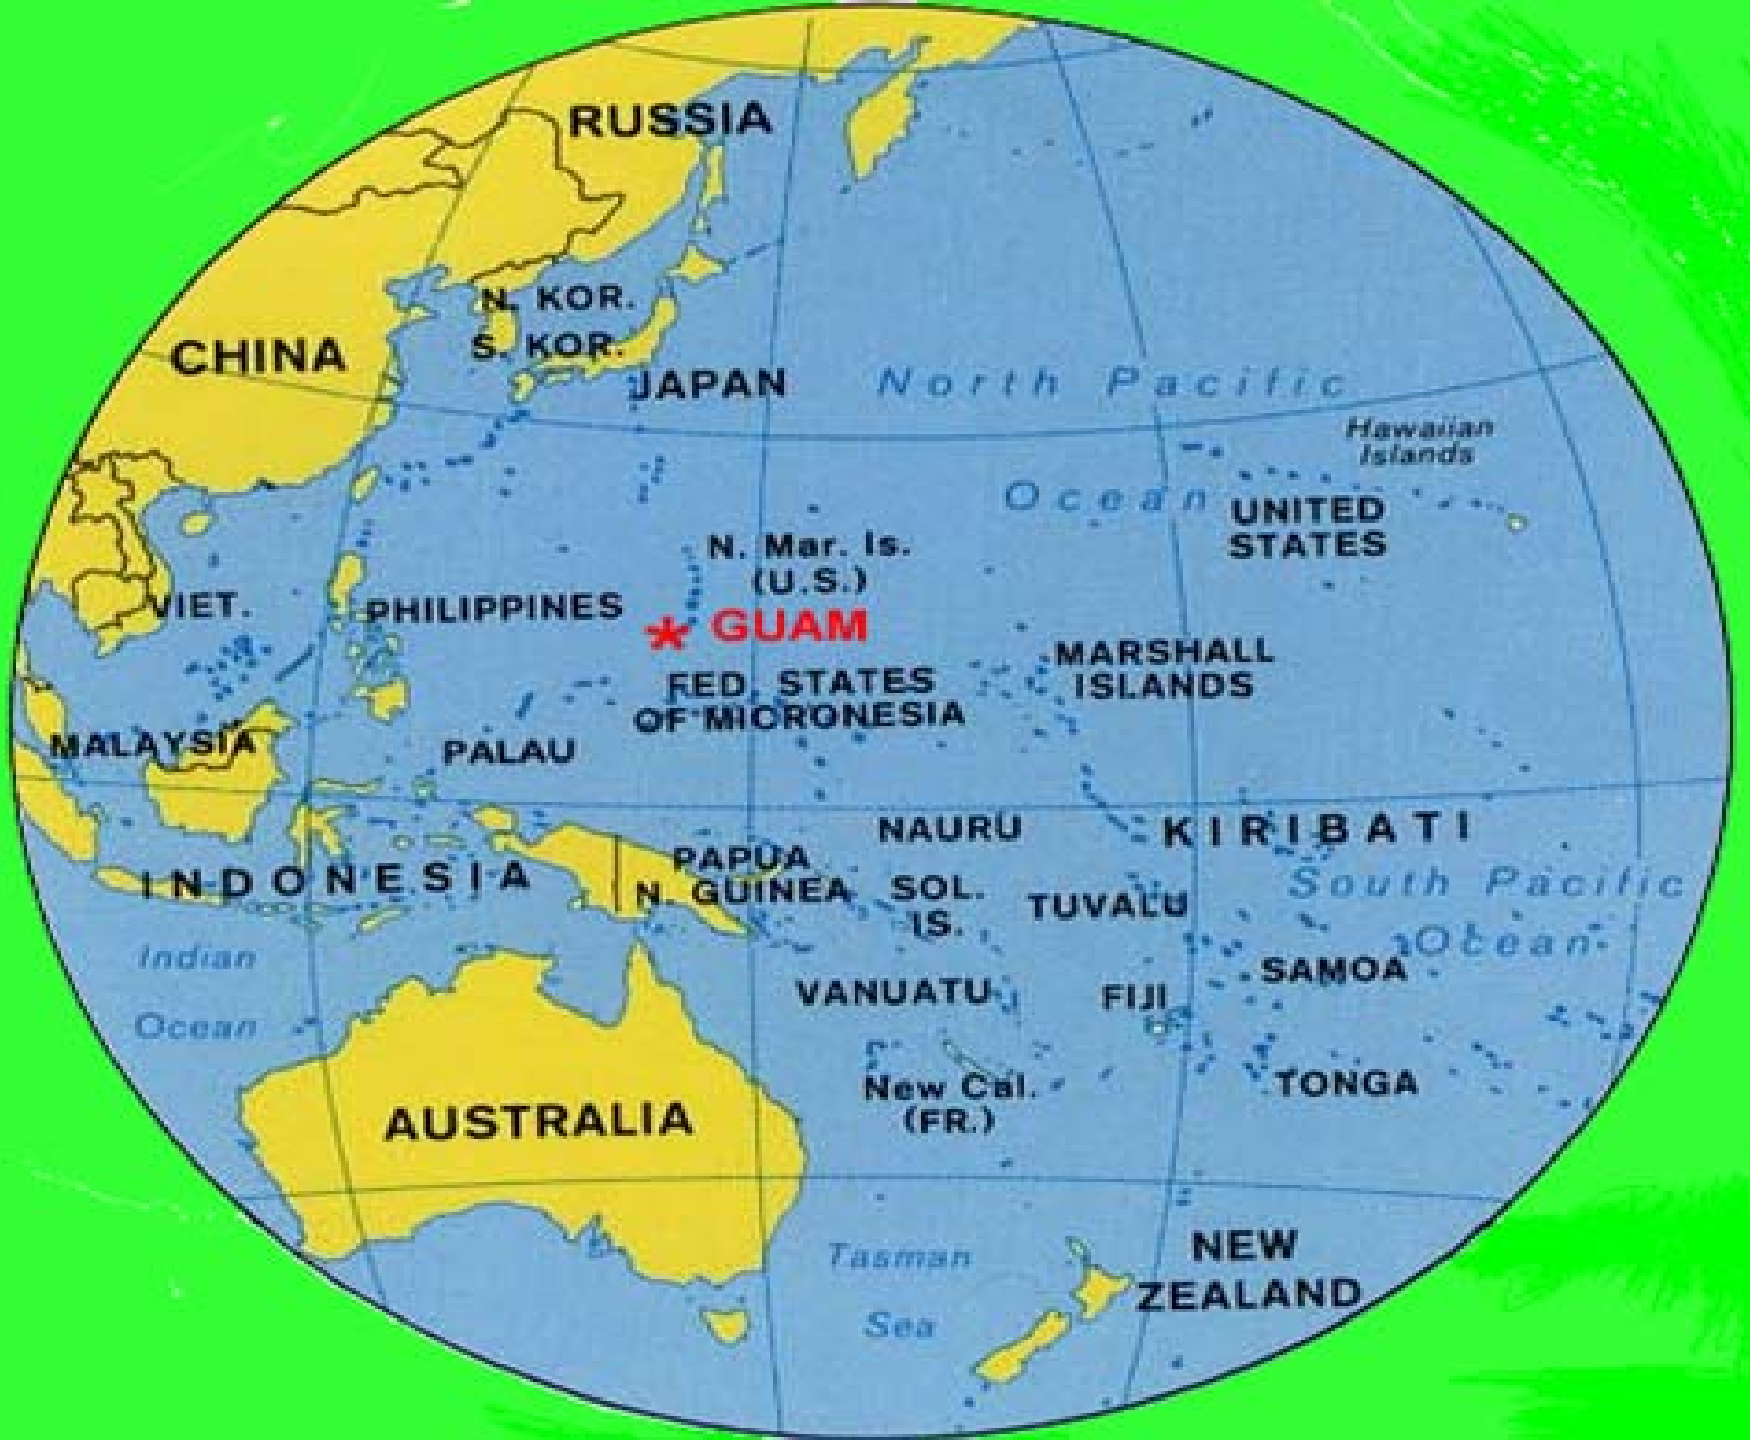 RUSSIA
N. KOR.
CHINA
S. KOR.
JAPAN
North Pacific
Ocean
Hawaiian
Islands
UNITED
STATES
N. Mar. Is.
(U.S.)
VIET.
PHILIPPINES
* GUAM
MARSHALL
ISLANDS
FED. STATES
OF MICRONESIA
MALAYSIA
PALAU
NAURU
KIRIBATI
INDONESIA
PAPUA
N. GUINEA
SOL.
IS.
TUVALU
South Pacific
Ocean
Indian
Ocean
SAMOA
VANUATU
FIJI
New Cal.
(FR.)
TONGA
AUSTRALIA
Tasman
Sea
NEW
ZEALAND